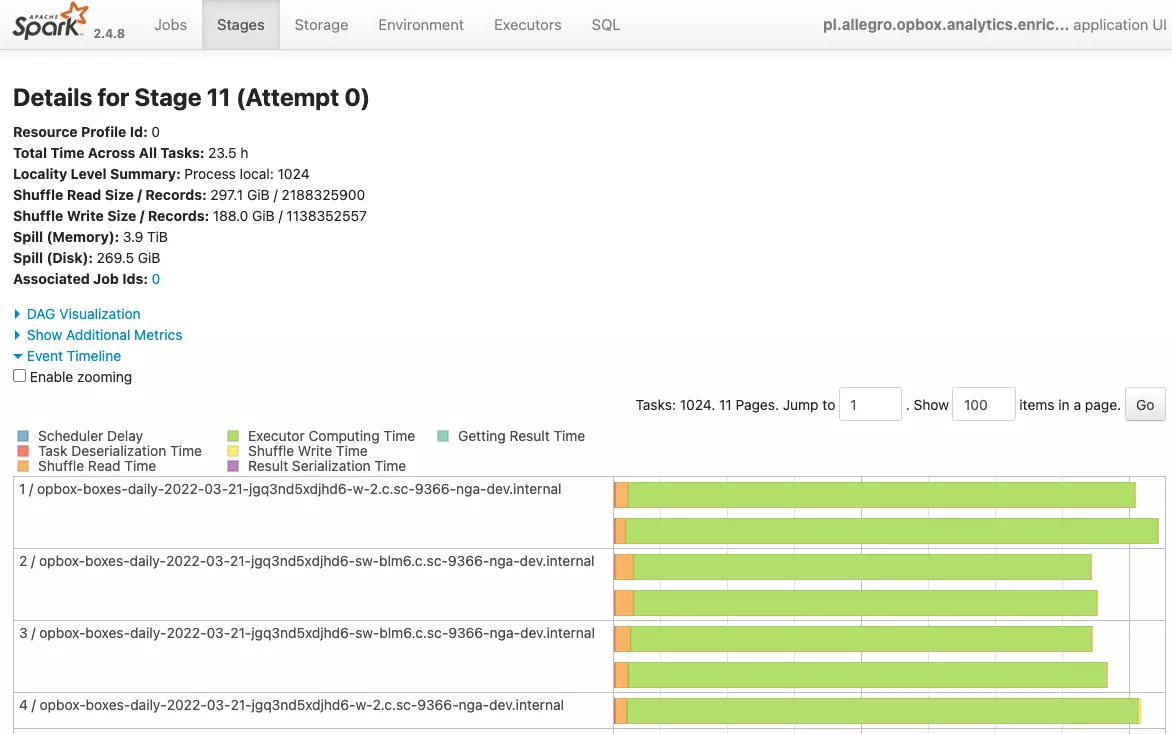 APACHE Spark 2.4.8 Jobs Stages Storage Environment Executors SQL pl.allegro.opbox.analytics.enric... application UI
Details for Stage 11 (Attempt 0)
Resource Profile Id: 0
Total Time Across All Tasks: 23.5 h
Locality Level Summary: Process local: 1024
Shuffle Read Size / Records: 297.1 GiB / 2188325900
Shuffle Write Size / Records: 188.0 GiB / 1138352557
Spill (Memory): 3.9 TiB
Spill (Disk): 269.5 GiB
Associated Job Ids: 0
DAG Visualization
Show Additional Metrics
Event Timeline
Enable zooming
Tasks: 1024. 11 Pages. Jump to 1 . Show 100 items in a page. Go
Scheduler Delay Executor Computing Time Getting Result Time
Task Deserialization Time Shuffle Write Time
Shuffle Read Time Result Serialization Time
1 / opbox-boxes-daily-2022-03-21-jgq3nd5xdjhd6-w-2.c.sc-9366-nga-dev.internal
2 / opbox-boxes-daily-2022-03-21-jgq3nd5xdjhd6-sw-blm6.c.sc-9366-nga-dev.internal
3 / opbox-boxes-daily-2022-03-21-jgq3nd5xdjhd6-sw-blm6.c.sc-9366-nga-dev.internal
4 / opbox-boxes-daily-2022-03-21-jgq3nd5xdjhd6-w-2.c.sc-9366-nga-dev.internal